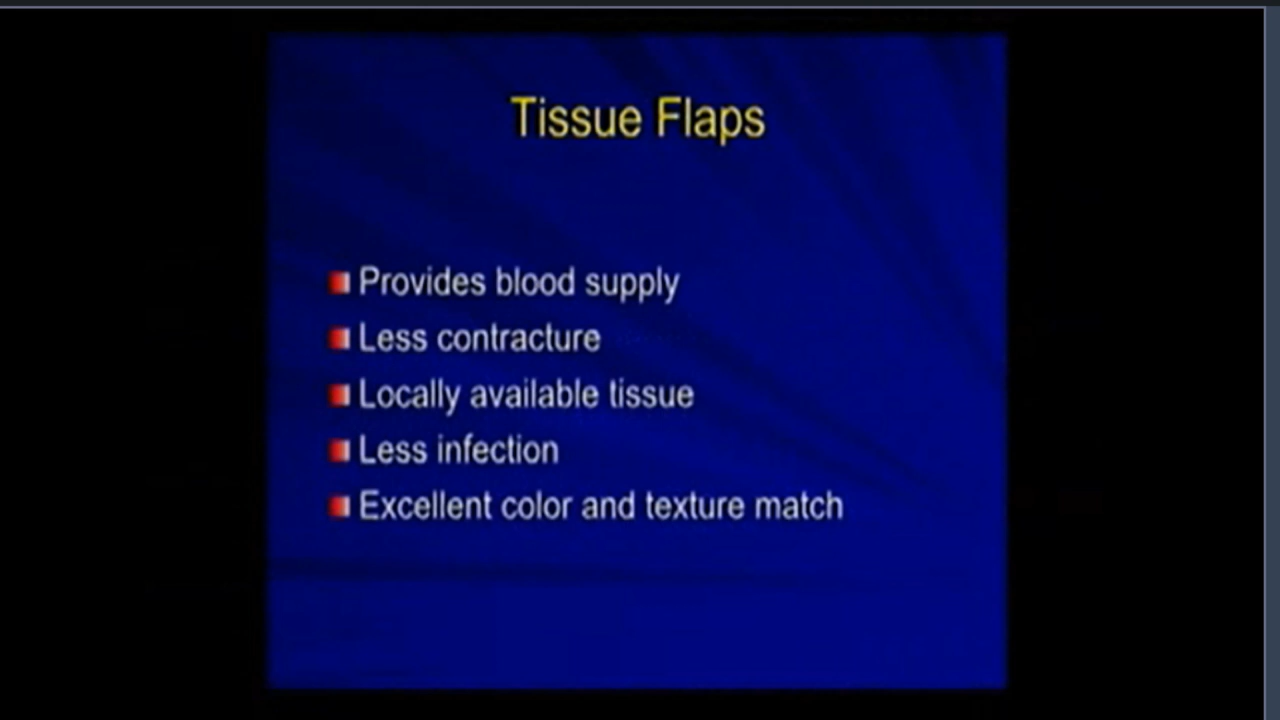 Tissue Flaps
Provides blood supply
Less contracture
Locally available tissue
Less infection
Excellent color and texture match